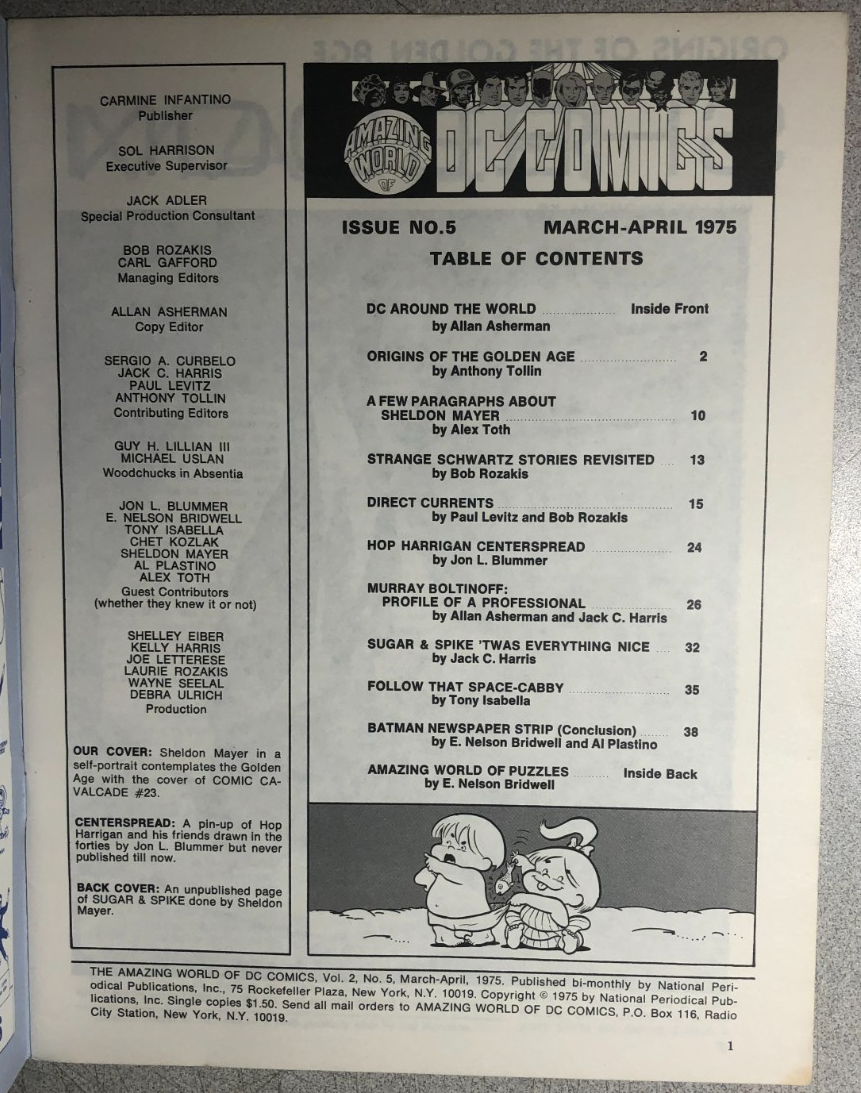 CARMINE INFANTINO
Publisher
SOL HARRISON
Executive Supervisor
JACK ADLER
Special Production Consultant
BOB ROZAKIS
CARL GAFFORD
Managing Editors
ALLAN ASHERMAN
Copy Editor
SERGIO A. CURBELO
JACK C. HARRIS
PAUL LEVITZ
ANTHONY TOLLIN
Contributing Editors
GUY H. LILLIAN III
MICHAEL USLAN
Woodchucks in Absentia
JON L. BLUMMER
E. NELSON BRIDWELL
TONY ISABELLA
CHET KOZLAK
SHELDON MAYER
AL PLASTINO
ALEX TOTH
Guest Contributors
(whether they knew it or not)
SHELLEY EIBER
KELLY HARRIS
JOE LETTERESE
LAURIE ROZAKIS
WAYNE SEELAL
DEBRA ULRICH
Production
OUR COVER: Sheldon Mayer in a
self-portrait contemplates the Golden
Age with the cover of COMIC CA-
VALCADE #23.
CENTERSPREAD: A pin-up of Hop
Harrigan and his friends drawn in the
forties by Jon L. Blummer but never
published till now.
BACK COVER: An unpublished page
of SUGAR & SPIKE done by Sheldon
Mayer.
AMAZING
WORLD
OF
DC COMICS
ISSUE NO.5 MARCH-APRIL 1975
TABLE OF CONTENTS
DC AROUND THE WORLD .................... Inside Front
by Allan Asherman
ORIGINS OF THE GOLDEN AGE .......................... 2
by Anthony Tollin
A FEW PARAGRAPHS ABOUT
SHELDON MAYER ............................................. 10
by Alex Toth
STRANGE SCHWARTZ STORIES REVISITED .... 13
by Bob Rozakis
DIRECT CURRENTS ............................................. 15
by Paul Levitz and Bob Rozakis
HOP HARRIGAN CENTERSPREAD ...................... 24
by Jon L. Blummer
MURRAY BOLTINOFF:
PROFILE OF A PROFESSIONAL ...................... 26
by Allan Asherman and Jack C. Harris
SUGAR & SPIKE 'TWAS EVERYTHING NICE .... 32
by Jack C. Harris
FOLLOW THAT SPACE-CABBY ........................... 35
by Tony Isabella
BATMAN NEWSPAPER STRIP (Conclusion) ........ 38
by E. Nelson Bridwell and Al Plastino
AMAZING WORLD OF PUZZLES .......... Inside Back
by E. Nelson Bridwell
THE AMAZING WORLD OF DC COMICS, Vol. 2, No. 5, March-April, 1975. Published bi-monthly by National Peri-
odical Publications, Inc., 75 Rockefeller Plaza, New York, N.Y. 10019. Copyright © 1975 by National Periodical Pub-
lications, Inc. Single copies $1.50. Send all mail orders to AMAZING WORLD OF DC COMICS, P.O. Box 116, Radio
City Station, New York, N.Y. 10019.
1